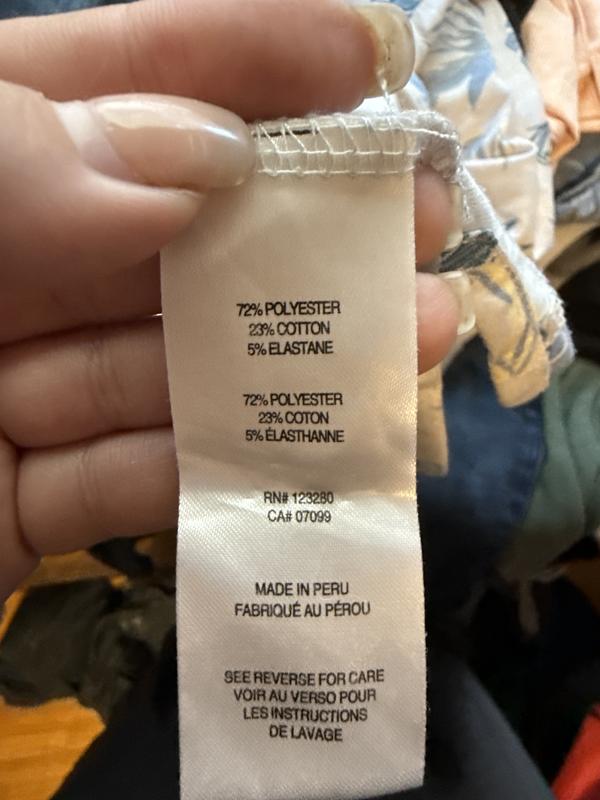 72% POLYESTER
23% COTTON
5% ELASTANE
72% POLYESTER
23% COTON
5% ÉLASTHANNE
RN# 123280
CA# 07099
MADE IN PERU
FABRIQUÉ AU PÉROU
SEE REVERSE FOR CARE
VOIR AU VERSO POUR
LES INSTRUCTIONS
DE LAVAGE